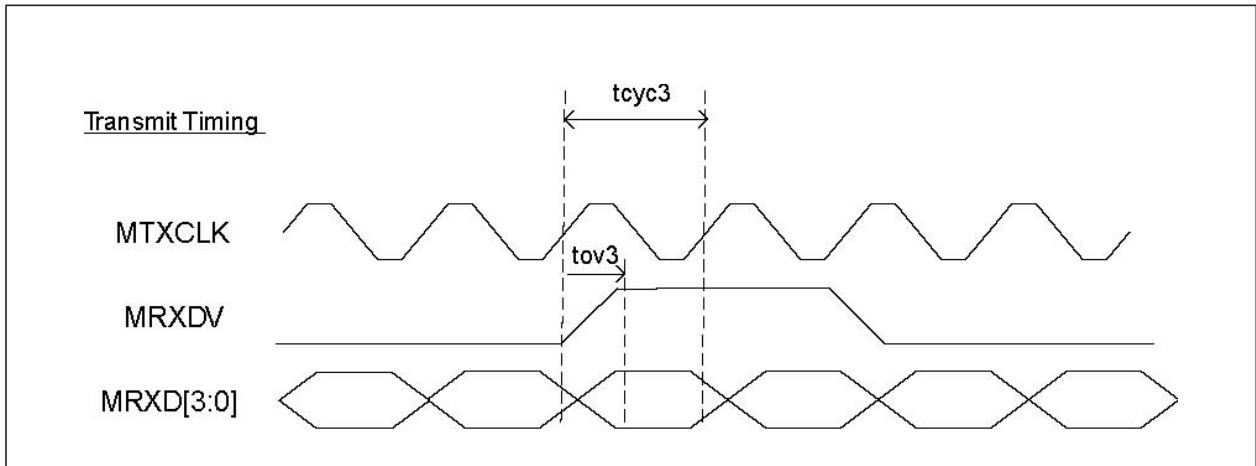 tcyc3
Transmit Timing
MTXCLK
tov3
MRXDV
MRXD[3:0]